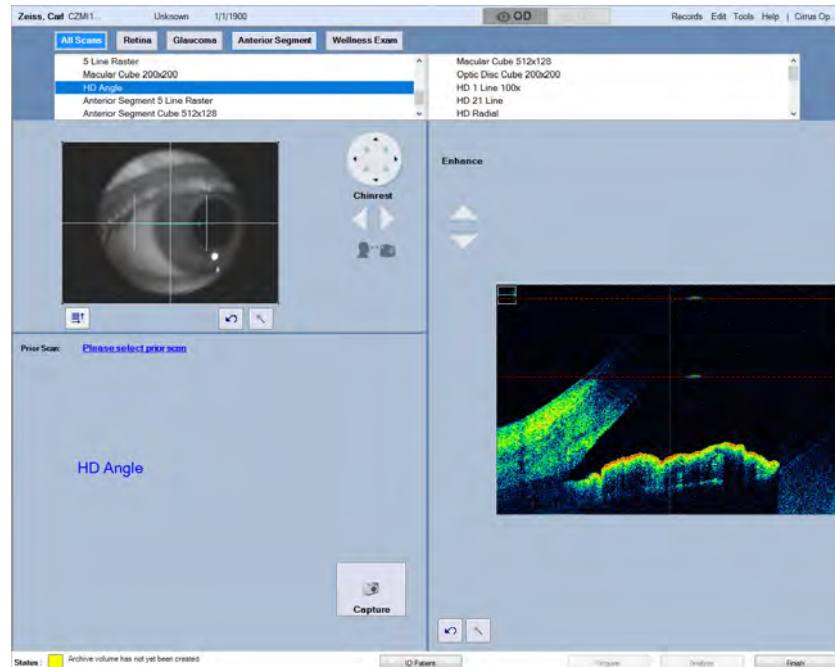 Zeiss, Carl CZMI1... Unknown 1/1/1900 OD Records Edit Tools Help | Cirrus Op...
All Scans Retina Glaucoma Anterior Segment Wellness Exam
5 Line Raster
Macular Cube 200x200
HD Angle
Anterior Segment 5 Line Raster
Anterior Segment Cube 512x128
Macular Cube 512x128
Optic Disc Cube 200x200
HD 1 Line 100x
HD 21 Line
HD Radial
Chinrest
Enhance
Prior Scan: Please select prior scan
HD Angle
Capture
Status : Archive volume has not yet been created ID Patient Acquire Analyze Finish